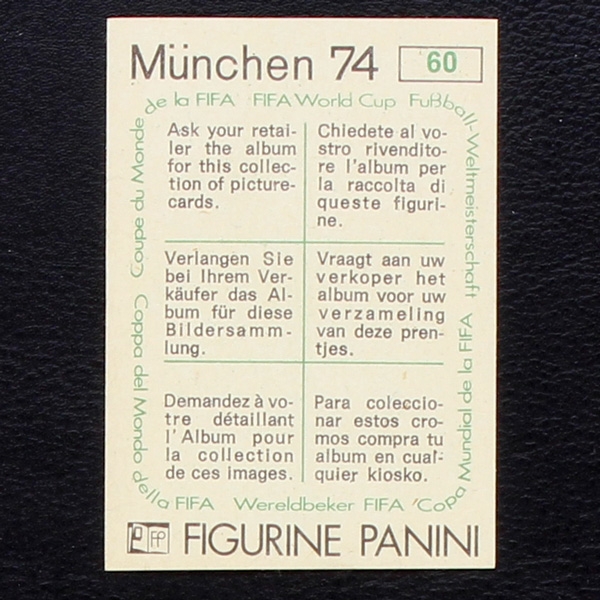 München 74 60
de la FIFA FIFA World Cup Fußball-Weltmeisterschaft
Ask your retai-
ler the album
for this collec-
tion of picture-
cards.
Chiedete al vo-
stro rivendito-
re l'album per
la raccolta di
queste figuri-
ne.
Verlangen Sie
bei Ihrem Ver-
käufer das Al-
bum für diese
Bildersamm-
lung.
Vraagt aan uw
verkoper het
album voor uw
verzameling
van deze pren-
tjes.
Demandez à vo-
tre détaillant
l'Album pour
la collection
de ces images.
Para coleccio-
nar estos cro-
mos compra tu
album en cual-
quier kiosko.
Coupe du Monde
Coppa del Mondo della FIFA Wereldbeker FIFA Copa Mundial de la FIFA
FP FIGURINE PANINI